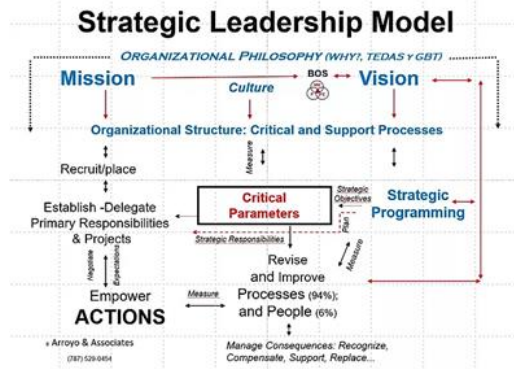 Strategic Leadership Model
ORGANIZATIONAL PHILOSOPHY (WHY?, TEDAS Y GBT)
Mission
BOS
Vision
Culture
Organizational Structure: Critical and Support Processes
Measure
Recruit/place
Critical
Parameters
Strategic
Objectives
Strategic
Programming
Establish -Delegate
Primary Responsibilities
& Projects
Plan
Strategic Responsibilities
Measure
Negotiate
Expectations
Revise
and Improve
Processes (94%);
and People (6%)
Measure
Empower
ACTIONS
Arroyo & Associates
(787) 529-0454
Manage Consequences: Recognize,
Compensate, Support, Replace...